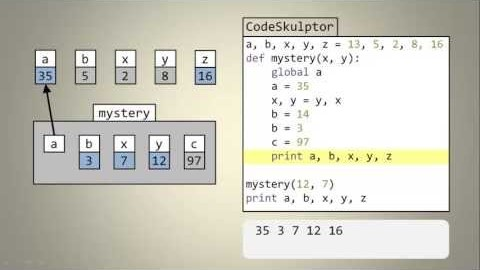 CodeSkulptor
a b x y z
35 5 2 8 16
mystery
a b x y c
3 7 12 97
a, b, x, y, z = 13, 5, 2, 8, 16
def mystery(x, y):
    global a
    a = 35
    x, y = y, x
    b = 14
    b = 3
    c = 97
    print a, b, x, y, z
mystery(12, 7)
print a, b, x, y, z
35 3 7 12 16